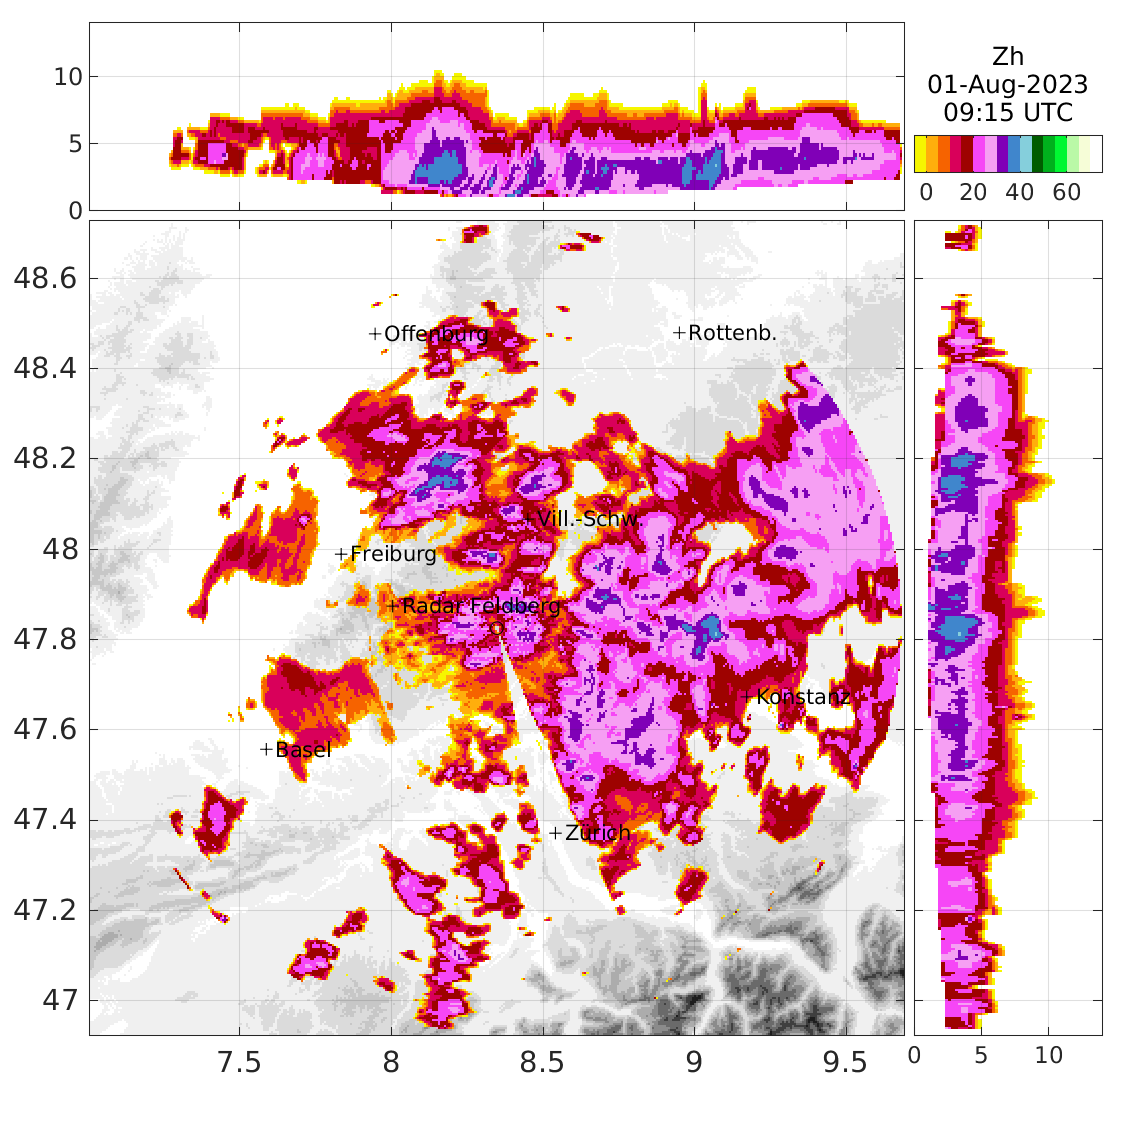 10
5
0
Zh
01-Aug-2023
09:15 UTC
0 20 40 60
48.6
48.4
48.2
48
47.8
47.6
47.4
47.2
47
+Offenburg
+Rottenb.
+Vill.-Schw.
+Freiburg
+Radar Feldberg
+Konstanz
+Basel
+Zürich
7.5 8 8.5 9 9.5
0 5 10